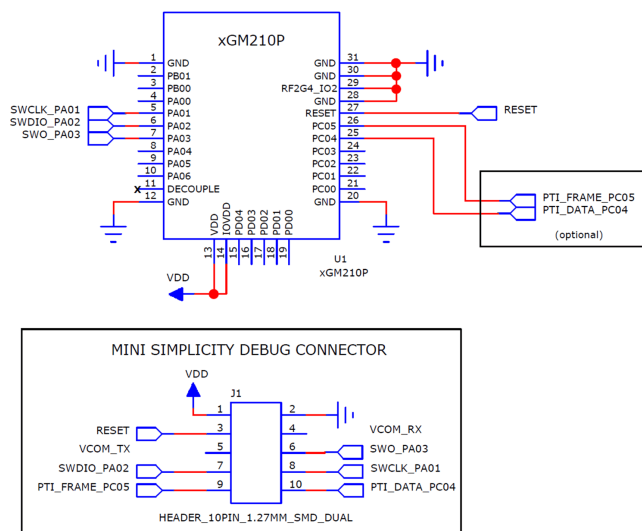 xGM210P
1 GND
2 PB01
3 PB00
4 PA00
SWCLK_PA01 5 PA01
SWDIO_PA02 6 PA02
SWO_PA03 7 PA03
8 PA04
9 PA05
10 PA06
x 11 DECOUPLE
12 GND
GND 31
GND 30
RF2G4_IO2 29
GND 28
RESET 27 RESET
PC05 26
PC04 25
PC03 24
PC02 23
PC01 22
PC00 21
GND 20
PTI_FRAME_PC05
PTI_DATA_PC04
(optional)
VDD 13
IOVDD 14
PD04 15
PD03 16
PD02 17
PD01 18
PD00 19
U1
xGM210P
VDD
MINI SIMPLICITY DEBUG CONNECTOR
VDD
J1
1 2
RESET 3 4 VCOM_RX
VCOM_TX 5 6 SWO_PA03
SWDIO_PA02 7 8 SWCLK_PA01
PTI_FRAME_PC05 9 10 PTI_DATA_PC04
HEADER_10PIN_1.27MM_SMD_DUAL